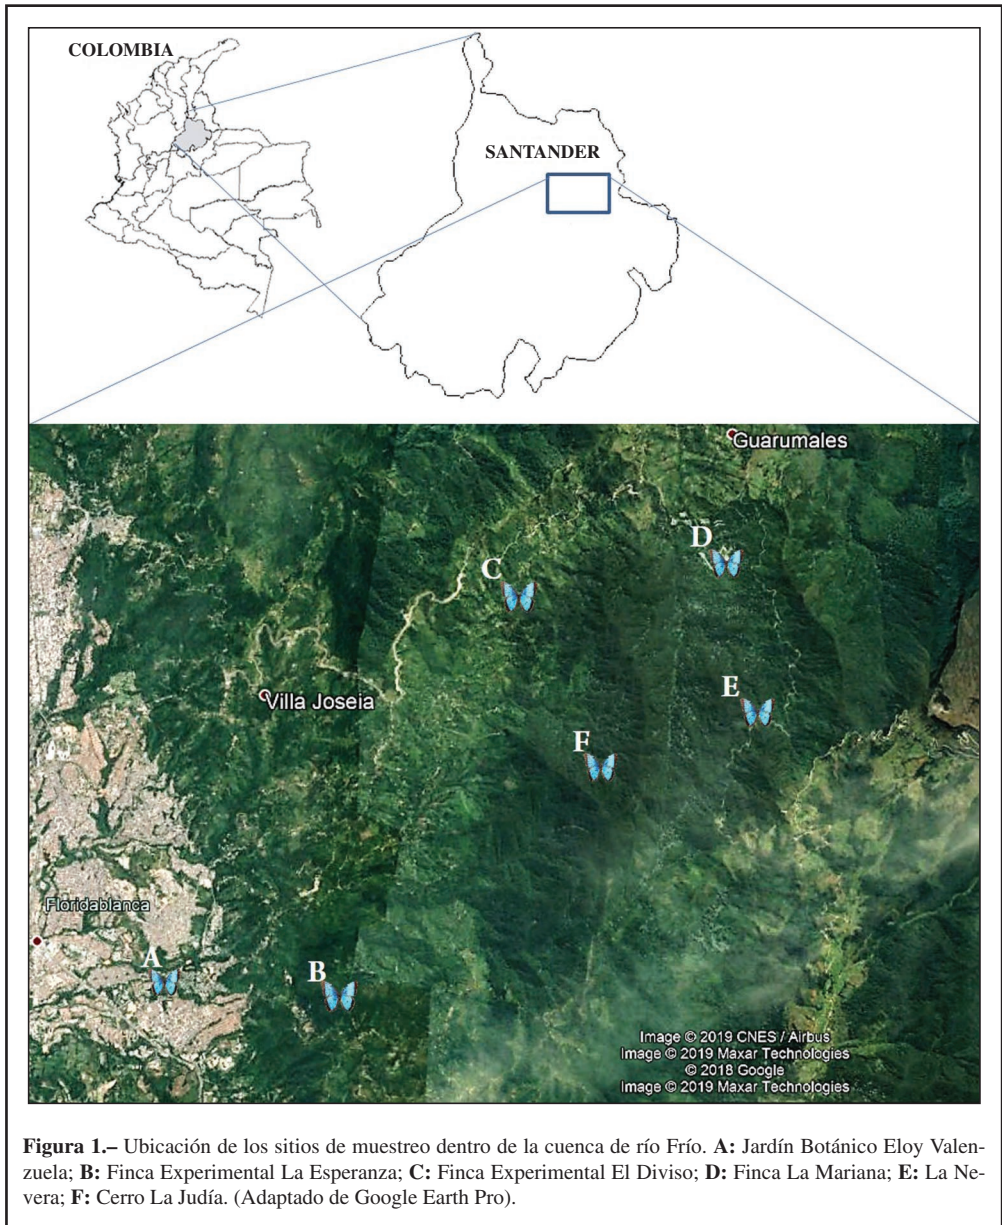 COLOMBIA
SANTANDER
Guarumales
D
C
Villa Joseia
E
F
Floridablanca
A
B
Image © 2019 CNES / Airbus
Image © 2019 Maxar Technologies
© 2018 Google
Image © 2019 Maxar Technologies
Figura 1.– Ubicación de los sitios de muestreo dentro de la cuenca de río Frío. A: Jardín Botánico Eloy Valen-
zuela; B: Finca Experimental La Esperanza; C: Finca Experimental El Diviso; D: Finca La Mariana; E: La Ne-
vera; F: Cerro La Judía. (Adaptado de Google Earth Pro).